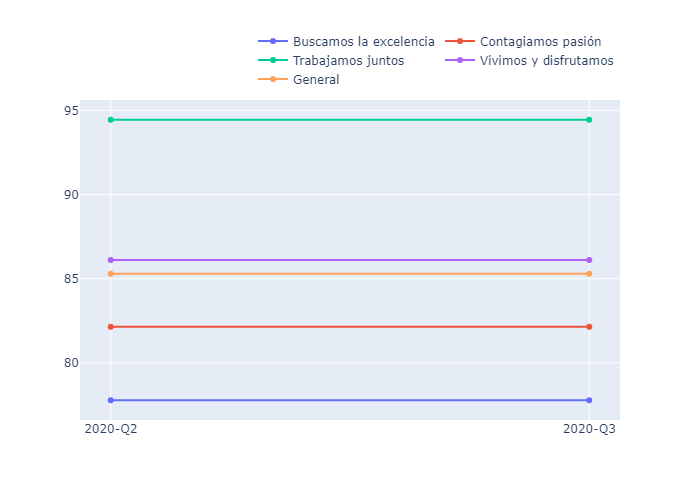 Buscamos la excelencia Contagiamos pasión
Trabajamos juntos Vivimos y disfrutamos
General
95
90
85
80
2020-Q2 2020-Q3